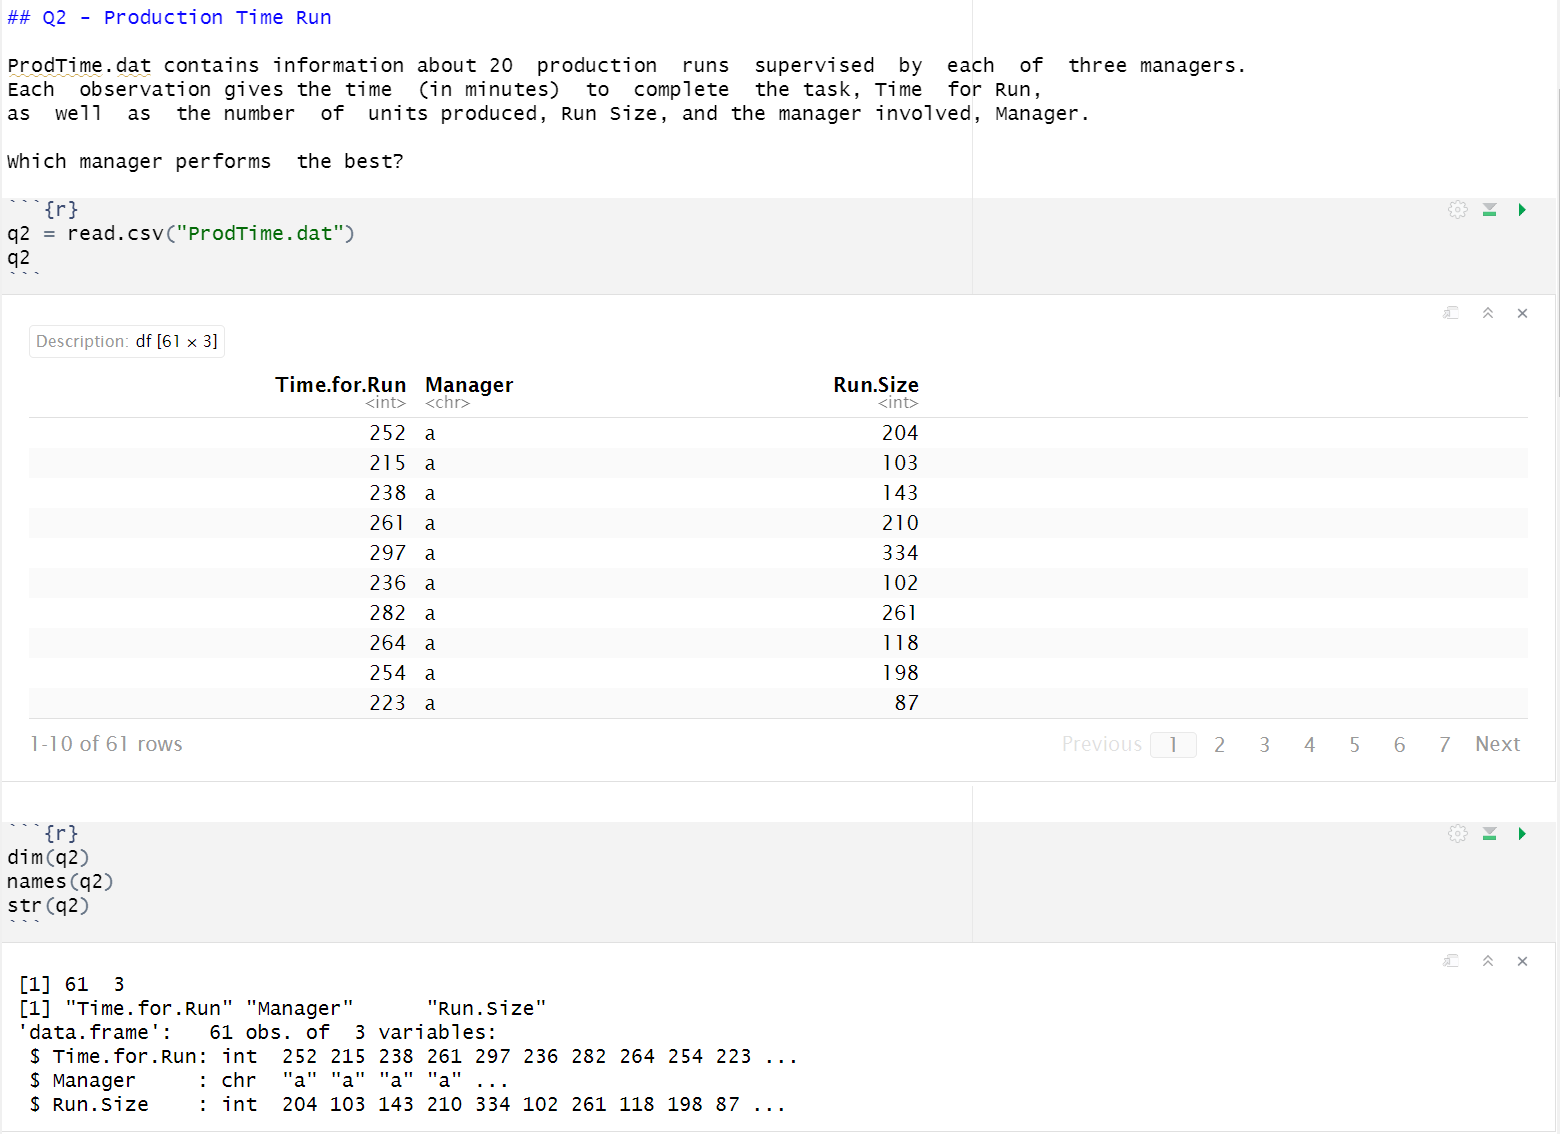 ## Q2 - Production Time Run
ProdTime.dat contains information about 20 production runs supervised by each of three managers.
Each observation gives the time (in minutes) to complete the task, Time for Run,
as well as the number of units produced, Run Size, and the manager involved, Manager.
Which manager performs the best?
```{r}
q2 = read.csv("ProdTime.dat")
q2
```
Description: df [61 × 3]
Time.for.Run Manager Run.Size
<int> <chr> <int>
252 a 204
215 a 103
238 a 143
261 a 210
297 a 334
236 a 102
282 a 261
264 a 118
254 a 198
223 a 87
1-10 of 61 rows Previous 1 2 3 4 5 6 7 Next
```{r}
dim(q2)
names(q2)
str(q2)
```
[1] 61  3
[1] "Time.for.Run" "Manager"      "Run.Size"
'data.frame':   61 obs. of  3 variables:
 $ Time.for.Run: int  252 215 238 261 297 236 282 264 254 223 ...
 $ Manager     : chr  "a" "a" "a" "a" ...
 $ Run.Size    : int  204 103 143 210 334 102 261 118 198 87 ...